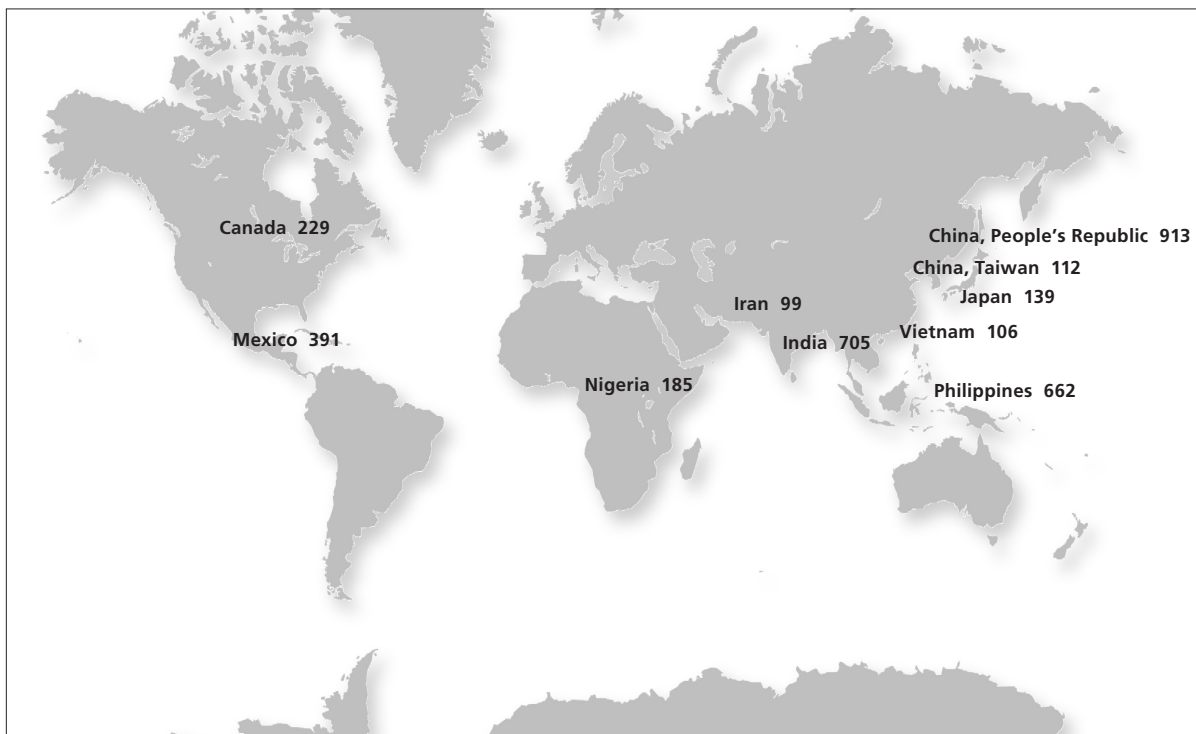 Canada 229
China, People’s Republic 913
China, Taiwan 112
Japan 139
Iran 99
Vietnam 106
Mexico 391
India 705
Nigeria 185
Philippines 662